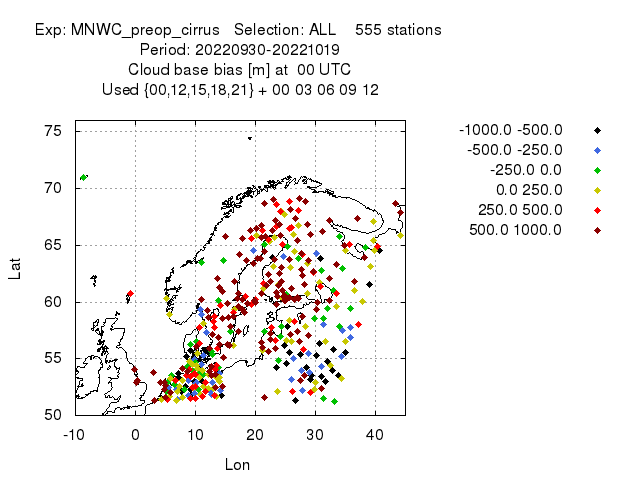 Exp: MNWC_preop_cirrus   Selection: ALL    555 stations
Period: 20220930-20221019
Cloud base bias [m] at  00 UTC
Used {00,12,15,18,21} + 00 03 06 09 12
-1000.0 -500.0
-500.0 -250.0
-250.0 0.0
0.0 250.0
250.0 500.0
500.0 1000.0
75
70
65
60
55
50
Lat
-10 0 10 20 30 40
Lon